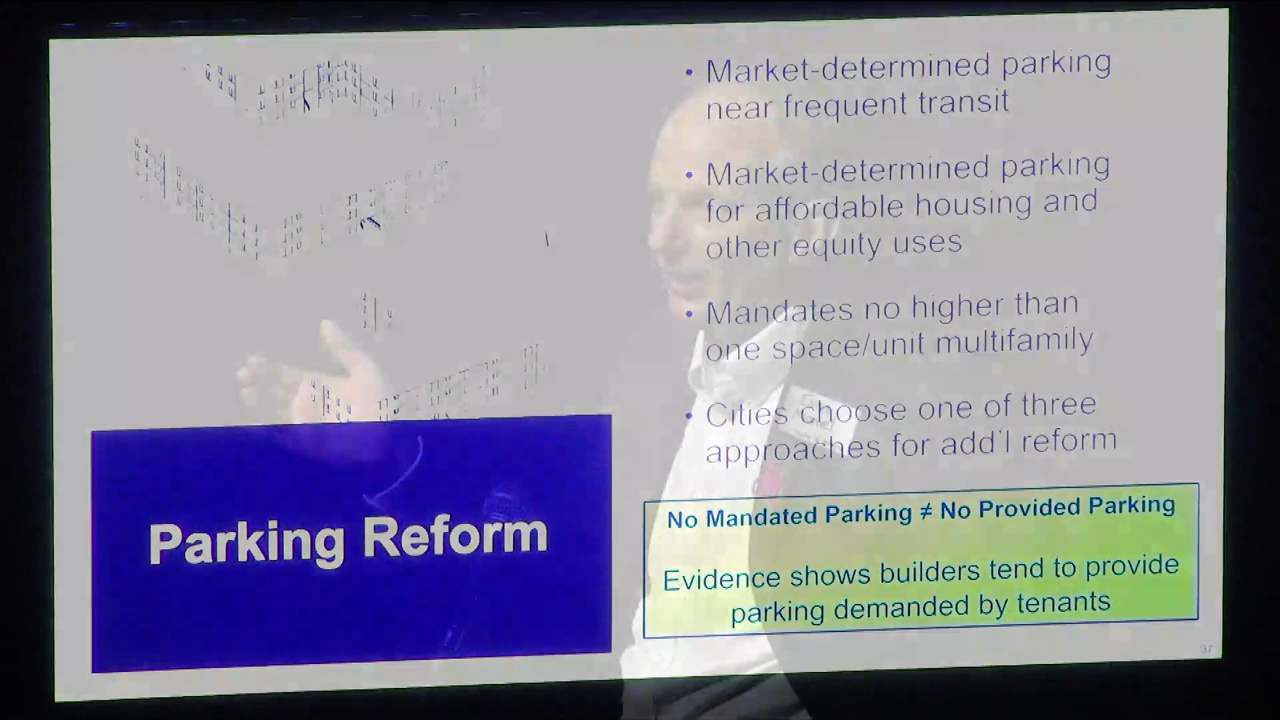 • Market-determined parking
near frequent transit
• Market-determined parking
for affordable housing and
other equity uses
• Mandates no higher than
one space/unit multifamily
• Cities choose one of three
approaches for add'l reform
Parking Reform
No Mandated Parking ≠ No Provided Parking
Evidence shows builders tend to provide
parking demanded by tenants
37